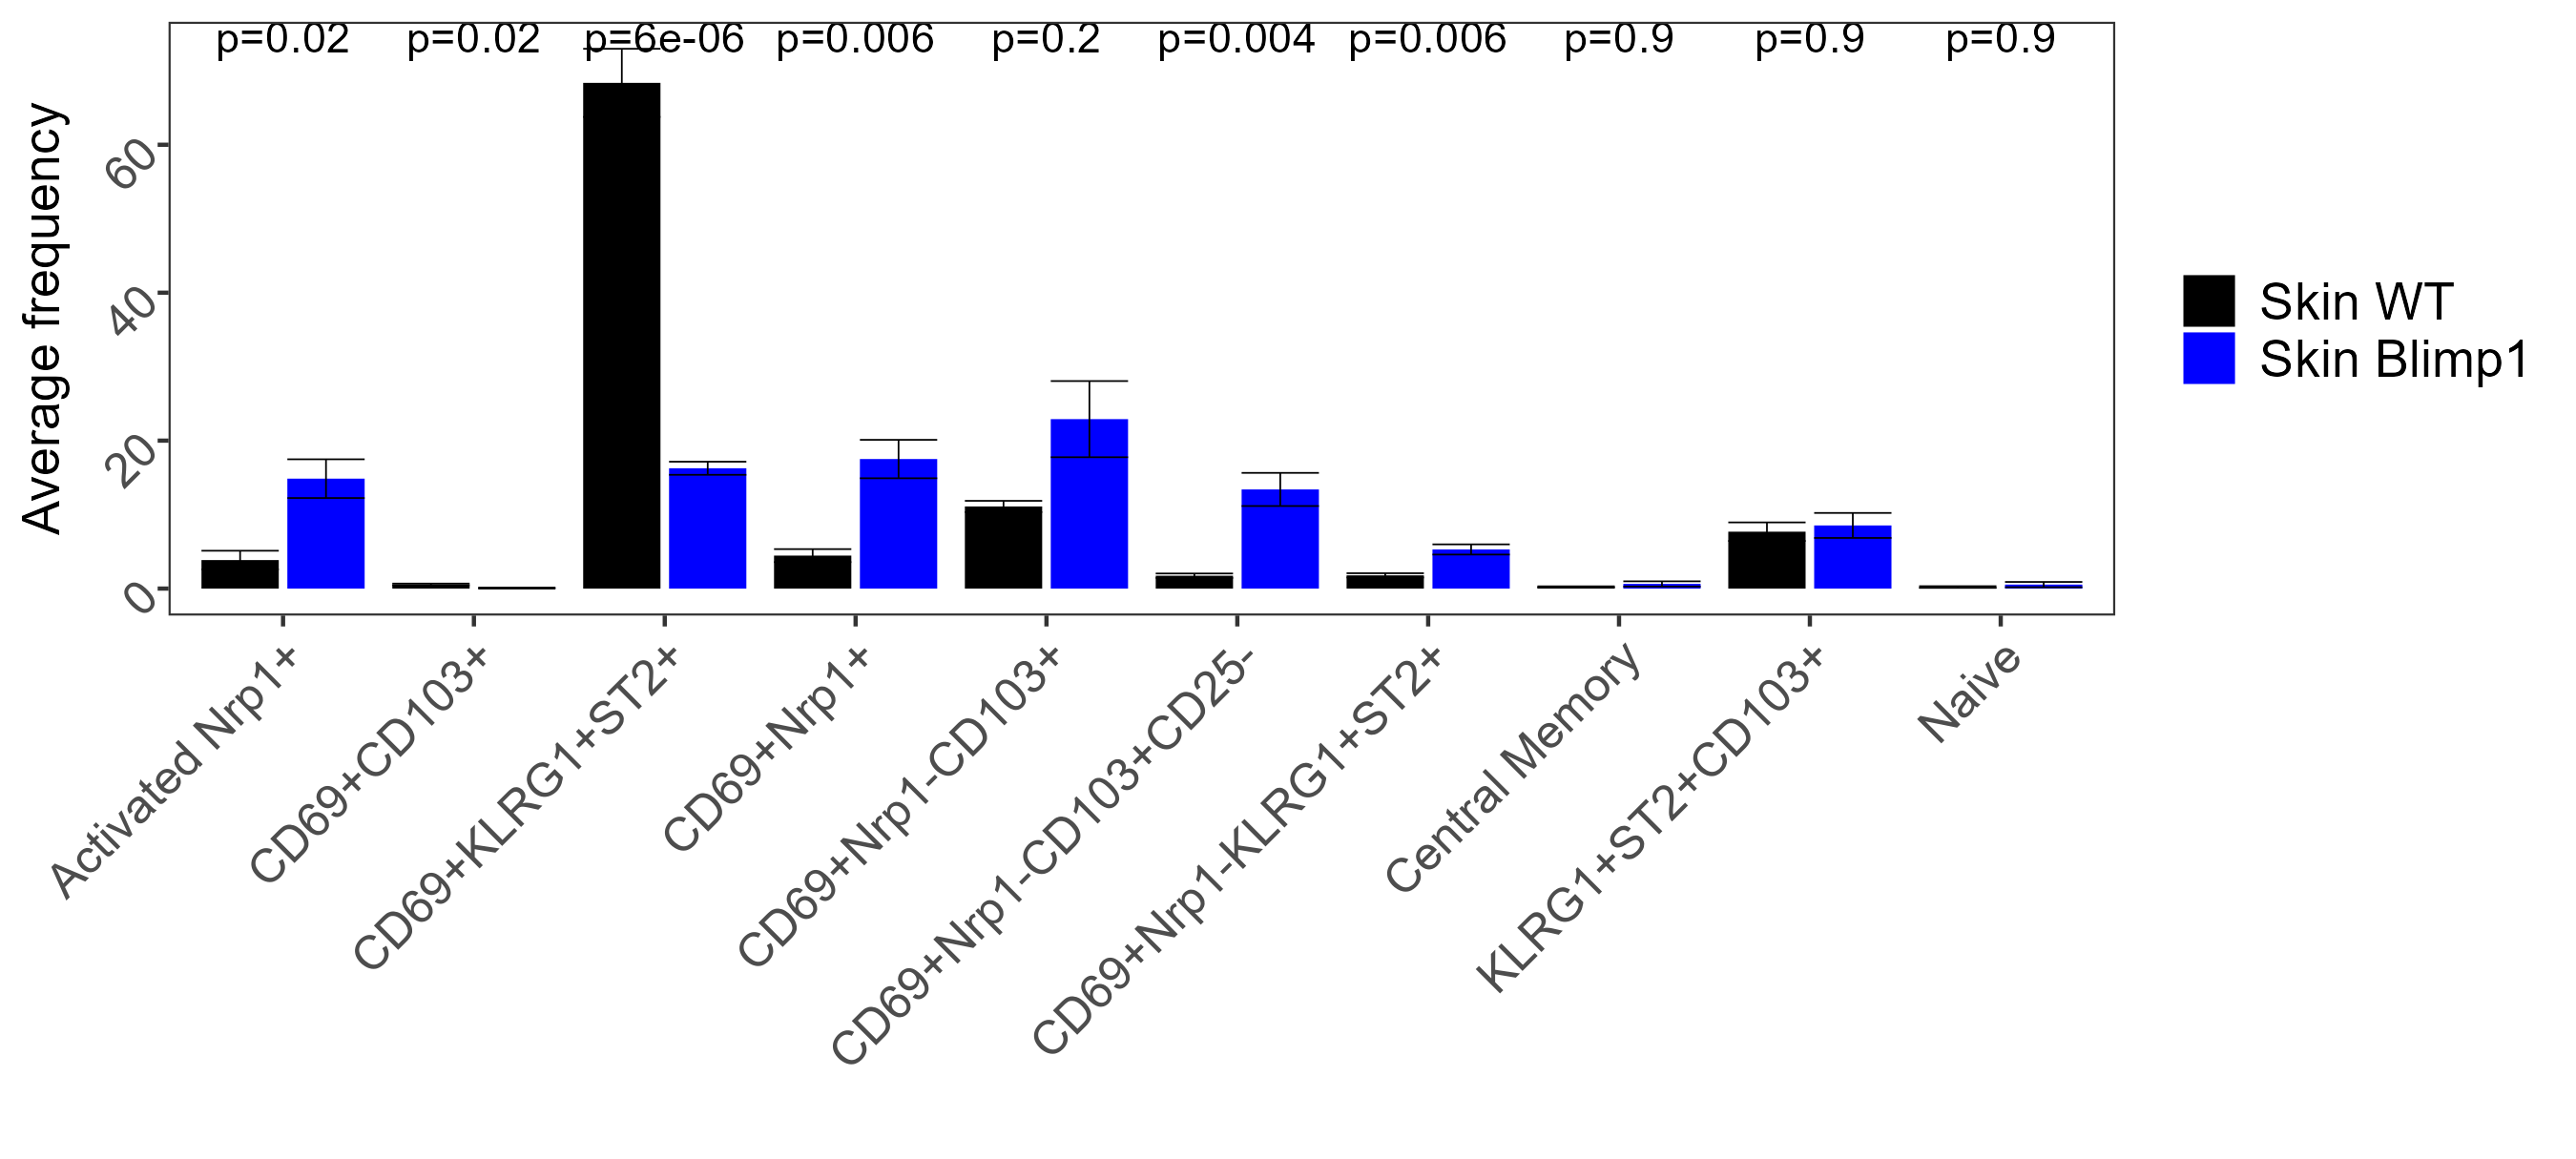 p=0.02 p=0.02 p=6e-06 p=0.006 p=0.2 p=0.004 p=0.006 p=0.9 p=0.9 p=0.9
Average frequency
60
40
20
0
Skin WT
Skin Blimp1
Activated Nrp1+
CD69+CD103+
CD69+KLRG1+ST2+
CD69+Nrp1+
CD69+Nrp1-CD103+
CD69+Nrp1-CD103+CD25-
CD69+Nrp1-KLRG1+ST2+
Central Memory
KLRG1+ST2+CD103+
Naive